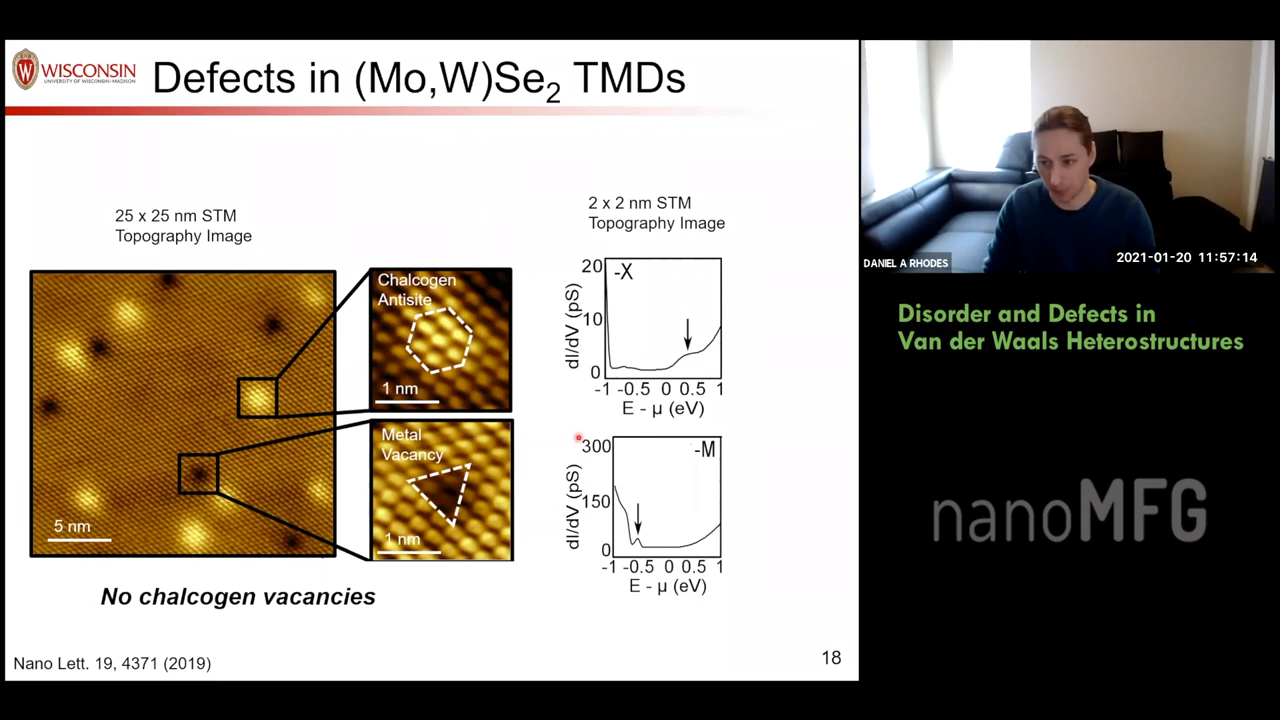 WISCONSIN
UNIVERSITY OF WISCONSIN-MADISON
Defects in (Mo,W)Se2 TMDs
25 x 25 nm STM
Topography Image
5 nm
Chalcogen
Antisite
1 nm
Metal
Vacancy
1 nm
No chalcogen vacancies
2 x 2 nm STM
Topography Image
-X
20
10
0
dI/dV (pS)
-1 -0.5 0 0.5 1
E - µ (eV)
-M
300
150
0
dI/dV (pS)
-1 -0.5 0 0.5 1
E - µ (eV)
Nano Lett. 19, 4371 (2019)
18
DANIEL A RHODES
2021-01-20 11:57:14
Disorder and Defects in
Van der Waals Heterostructures
nanoMFG